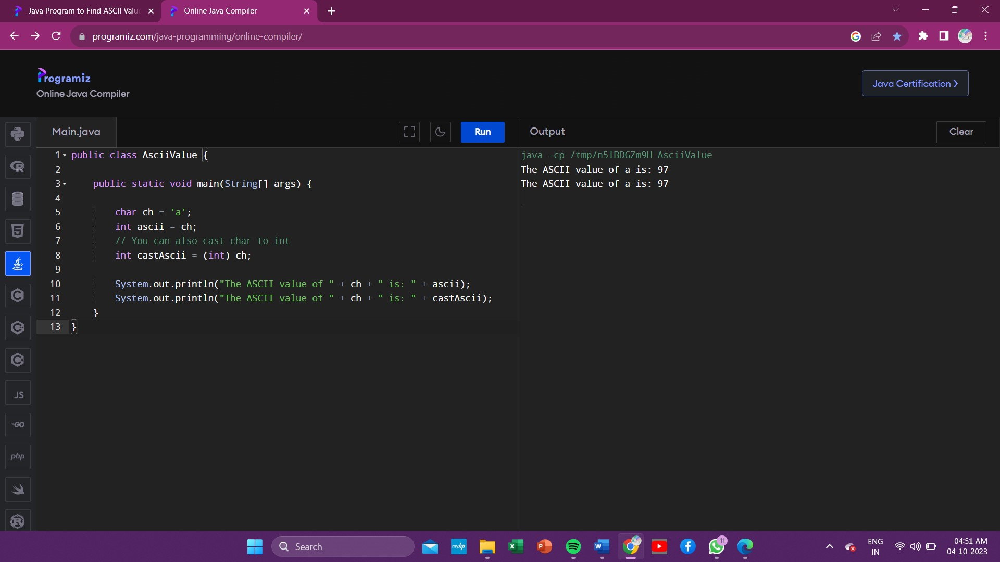 Java Program to Find ASCII Valu
Online Java Compiler
programiz.com/java-programming/online-compiler/
Programiz
Online Java Compiler
Java Certification ❯
Main.java
Run
Output
Clear
1 public class AsciiValue {
2
3     public static void main(String[] args) {
4
5         char ch = 'a';
6         int ascii = ch;
7         // You can also cast char to int
8         int castAscii = (int) ch;
9
10         System.out.println("The ASCII value of " + ch + " is: " + ascii);
11         System.out.println("The ASCII value of " + ch + " is: " + castAscii);
12     }
13 }
java -cp /tmp/n5lBDGZm9H AsciiValue
The ASCII value of a is: 97
The ASCII value of a is: 97
R
5
C
C
C
JS
GO
php
R
Search
myhp
X
P
W
11
ENG
IN
04:51 AM
04-10-2023